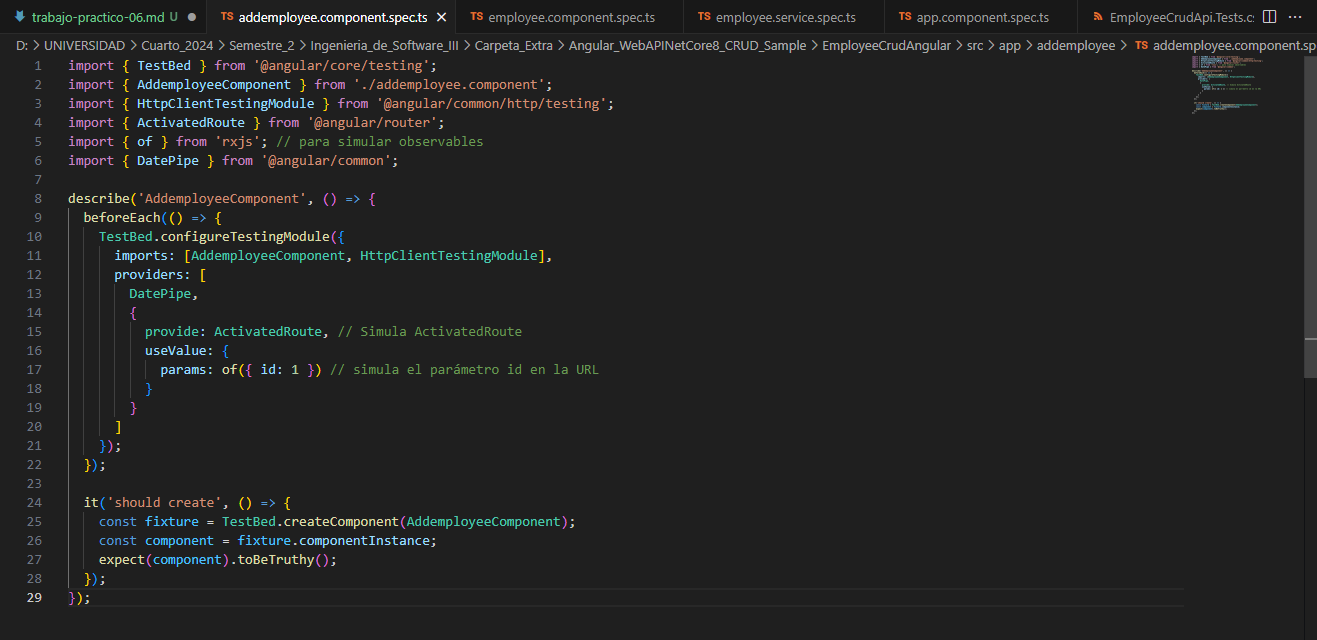 trabajo-practico-06.md U
TS addemployee.component.spec.ts
TS employee.component.spec.ts
TS employee.service.spec.ts
TS app.component.spec.ts
EmployeeCrudApi.Tests.cs
D: > UNIVERSIDAD > Cuarto_2024 > Semestre_2 > Ingenieria_de_Software_III > Carpeta_Extra > Angular_WebAPINetCore8_CRUD_Sample > EmployeeCrudAngular > src > app > addemployee > TS addemployee.component.sp
1 import { TestBed } from '@angular/core/testing';
2 import { AddemployeeComponent } from './addemployee.component';
3 import { HttpClientTestingModule } from '@angular/common/http/testing';
4 import { ActivatedRoute } from '@angular/router';
5 import { of } from 'rxjs'; // para simular observables
6 import { DatePipe } from '@angular/common';
7
8 describe('AddemployeeComponent', () => {
9 beforeEach(() => {
10 TestBed.configureTestingModule({
11 imports: [AddemployeeComponent, HttpClientTestingModule],
12 providers: [
13 DatePipe,
14 {
15 provide: ActivatedRoute, // Simula ActivatedRoute
16 useValue: {
17 params: of({ id: 1 }) // simula el parámetro id en la URL
18 }
19 }
20 ]
21 });
22 });
23
24 it('should create', () => {
25 const fixture = TestBed.createComponent(AddemployeeComponent);
26 const component = fixture.componentInstance;
27 expect(component).toBeTruthy();
28 });
29 });